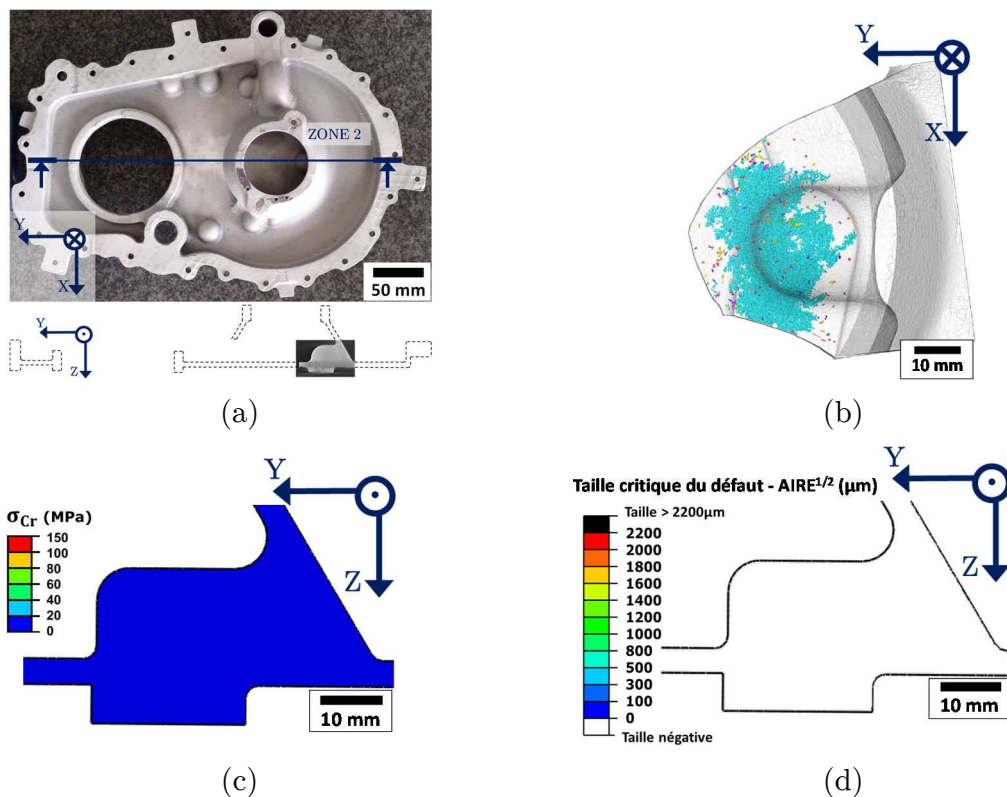 ZONE 2
Y
X
50 mm
Y
Z
(a)
Y
X
10 mm
(b)
Y
Z
σCr (MPa)
150
100
80
60
40
20
0
10 mm
(c)
Taille critique du défaut - AIRE^1/2 (µm)
Y
Z
Taille > 2200µm
2200
2000
1800
1600
1400
1200
1000
800
500
300
100
0
Taille négative
10 mm
(d)